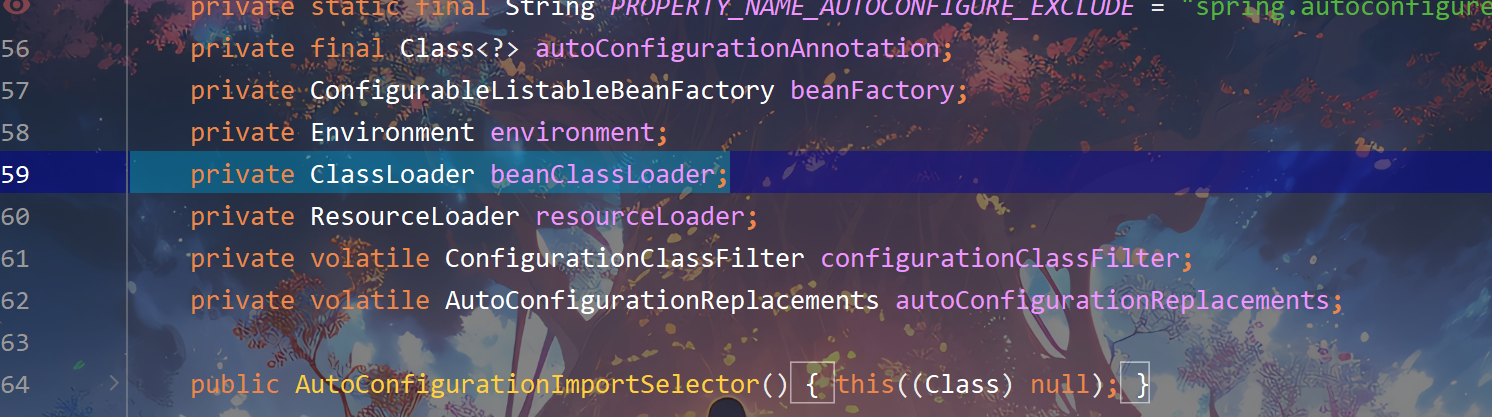 private static final String PROPERTY_NAME_AUTOCONFIGURE_EXCLUDE = "spring.autoconfigure
56 private final Class<?> autoConfigurationAnnotation;
57 private ConfigurableListableBeanFactory beanFactory;
58 private Environment environment;
59 private ClassLoader beanClassLoader;
60 private ResourceLoader resourceLoader;
61 private volatile ConfigurationClassFilter configurationClassFilter;
62 private volatile AutoConfigurationReplacements autoConfigurationReplacements;
63
64 public AutoConfigurationImportSelector() { this((Class) null); }